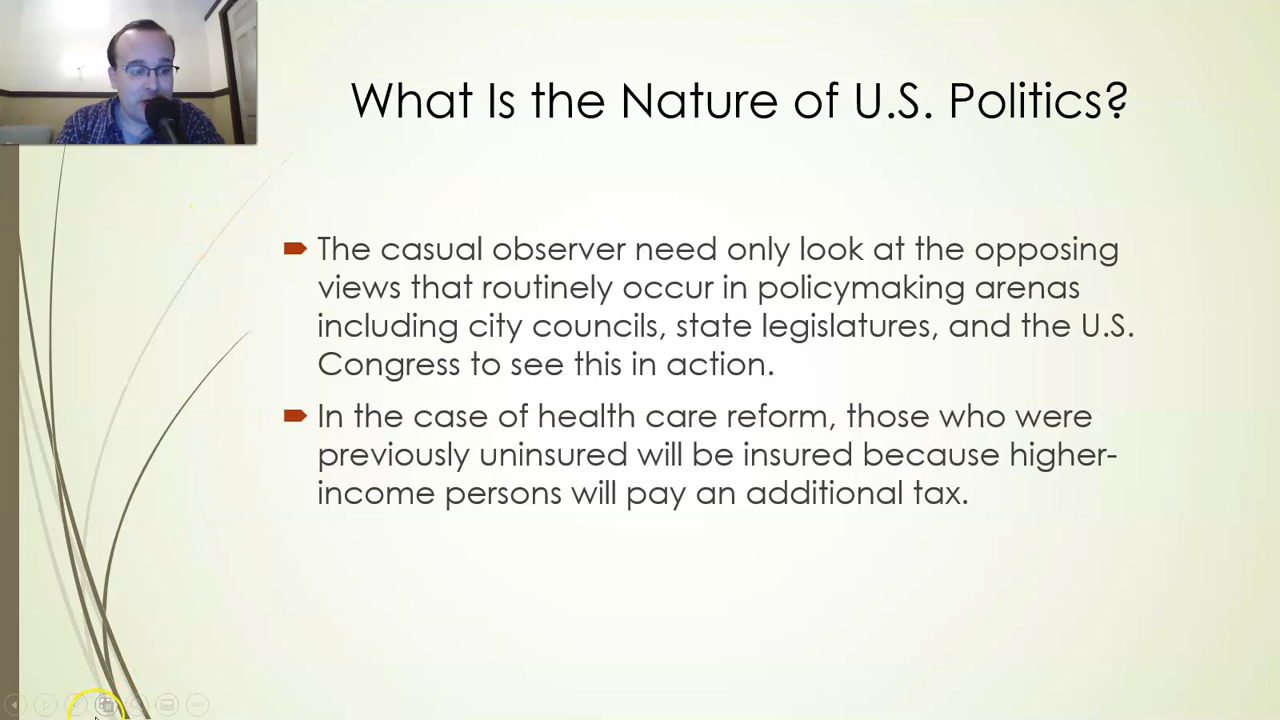 What Is the Nature of U.S. Politics?
The casual observer need only look at the opposing
views that routinely occur in policymaking arenas
including city councils, state legislatures, and the U.S.
Congress to see this in action.
In the case of health care reform, those who were
previously uninsured will be insured because higher-
income persons will pay an additional tax.